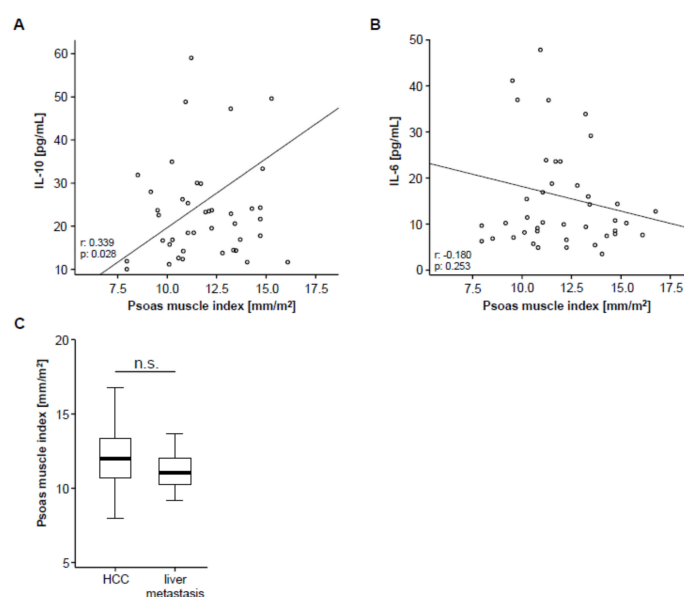 A
60
50
40
30
20
10
IL-10 [pg/mL]
r: 0.339
p: 0.028
7.5 10.0 12.5 15.0 17.5
Psoas muscle index [mm/m²]
B
50
40
30
20
10
0
IL-6 [pg/mL]
r: -0.180
p: 0.253
7.5 10.0 12.5 15.0 17.5
Psoas muscle index [mm/m²]
C
20
15
10
5
Psoas muscle index [mm/m²]
n.s.
HCC liver
metastasis